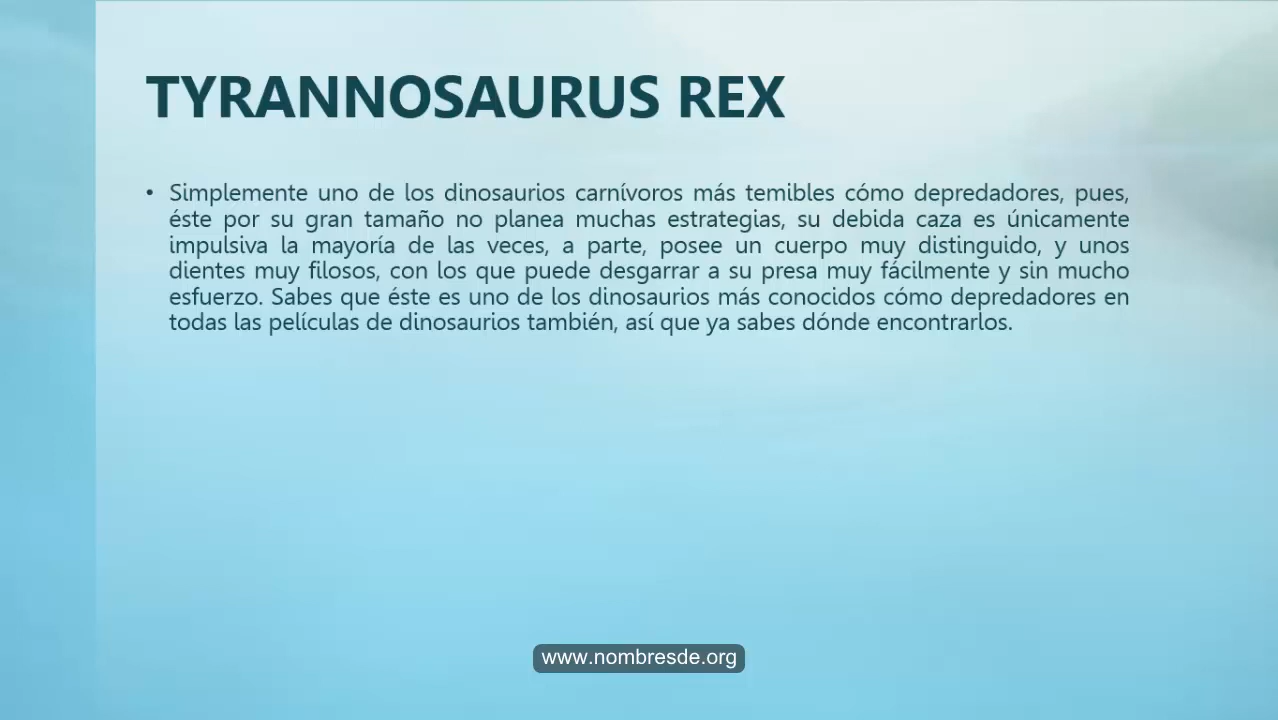 TYRANNOSAURUS REX
• Simplemente uno de los dinosaurios carnívoros más temibles cómo depredadores, pues,
éste por su gran tamaño no planea muchas estrategias, su debida caza es únicamente
impulsiva la mayoría de las veces, a parte, posee un cuerpo muy distinguido, y unos
dientes muy filosos, con los que puede desgarrar a su presa muy fácilmente y sin mucho
esfuerzo. Sabes que éste es uno de los dinosaurios más conocidos cómo depredadores en
todas las películas de dinosaurios también, así que ya sabes dónde encontrarlos.
www.nombresde.org